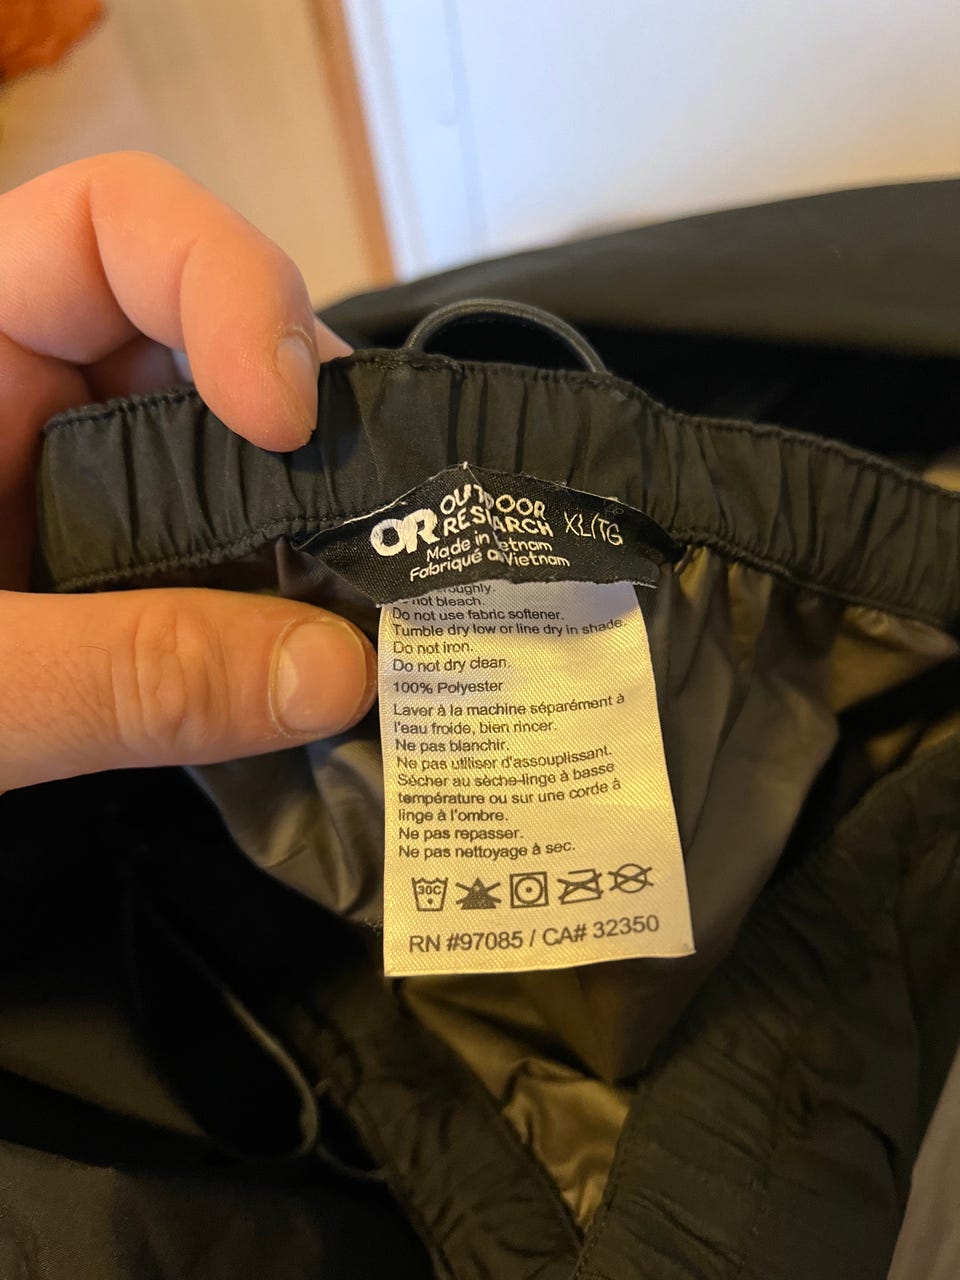 OR OUTDOOR
RESEARCH
XL/TG
Made in Vietnam
Fabriqué au Vietnam
not bleach.
Do not use fabric softener.
Tumble dry low or line dry in shade.
Do not iron.
Do not dry clean.
100% Polyester
Laver à la machine séparément à
l'eau froide, bien rincer.
Ne pas blanchir.
Ne pas utiliser d'assouplissant.
Sécher au sèche-linge à basse
température ou sur une corde à
linge à l'ombre.
Ne pas repasser.
Ne pas nettoyage à sec.
30C
RN #97085 / CA# 32350